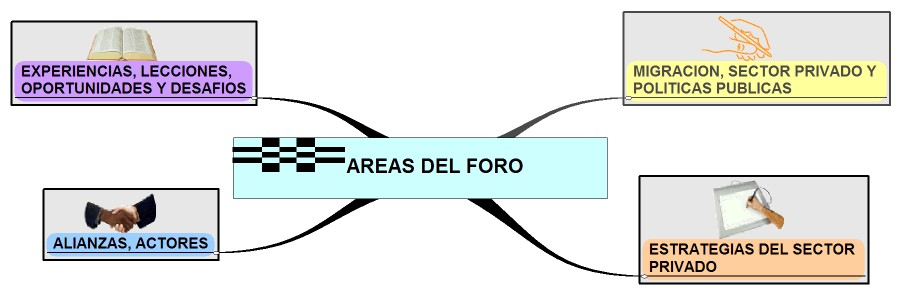 EXPERIENCIAS, LECCIONES,
OPORTUNIDADES Y DESAFIOS
MIGRACION, SECTOR PRIVADO Y
POLITICAS PUBLICAS
AREAS DEL FORO
ALIANZAS, ACTORES
ESTRATEGIAS DEL SECTOR
PRIVADO